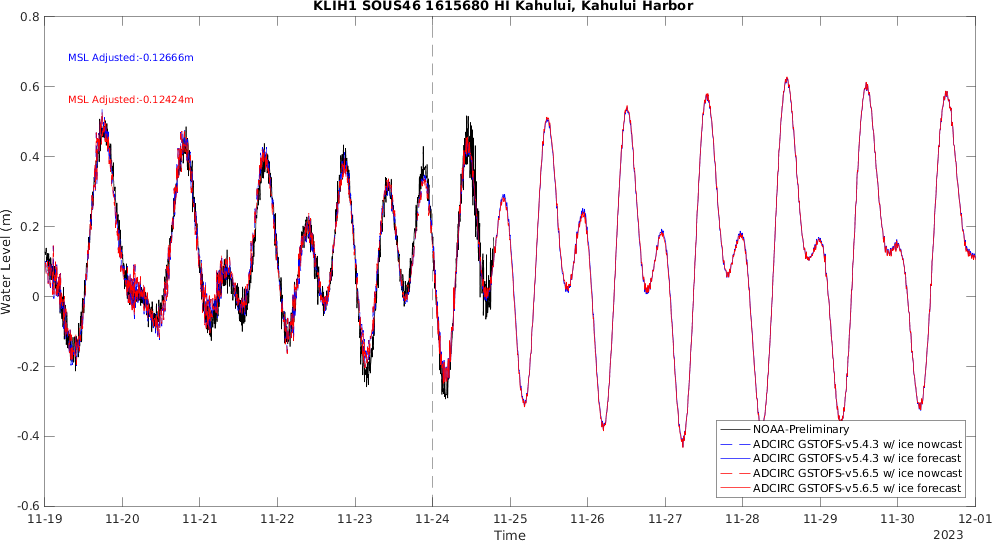 KLIH1 SOUS46 1615680 HI Kahului, Kahului Harbor
0.8
MSL Adjusted:-0.12666m
0.6
MSL Adjusted:-0.12424m
0.4
0.2
Water Level (m)
0
-0.2
-0.4
NOAA-Preliminary
ADCIRC GSTOFS-v5.4.3 w/ ice nowcast
ADCIRC GSTOFS-v5.4.3 w/ ice forecast
ADCIRC GSTOFS-v5.6.5 w/ ice nowcast
ADCIRC GSTOFS-v5.6.5 w/ ice forecast
-0.6
11-19 11-20 11-21 11-22 11-23 11-24 11-25 11-26 11-27 11-28 11-29 11-30 12-01
Time
2023